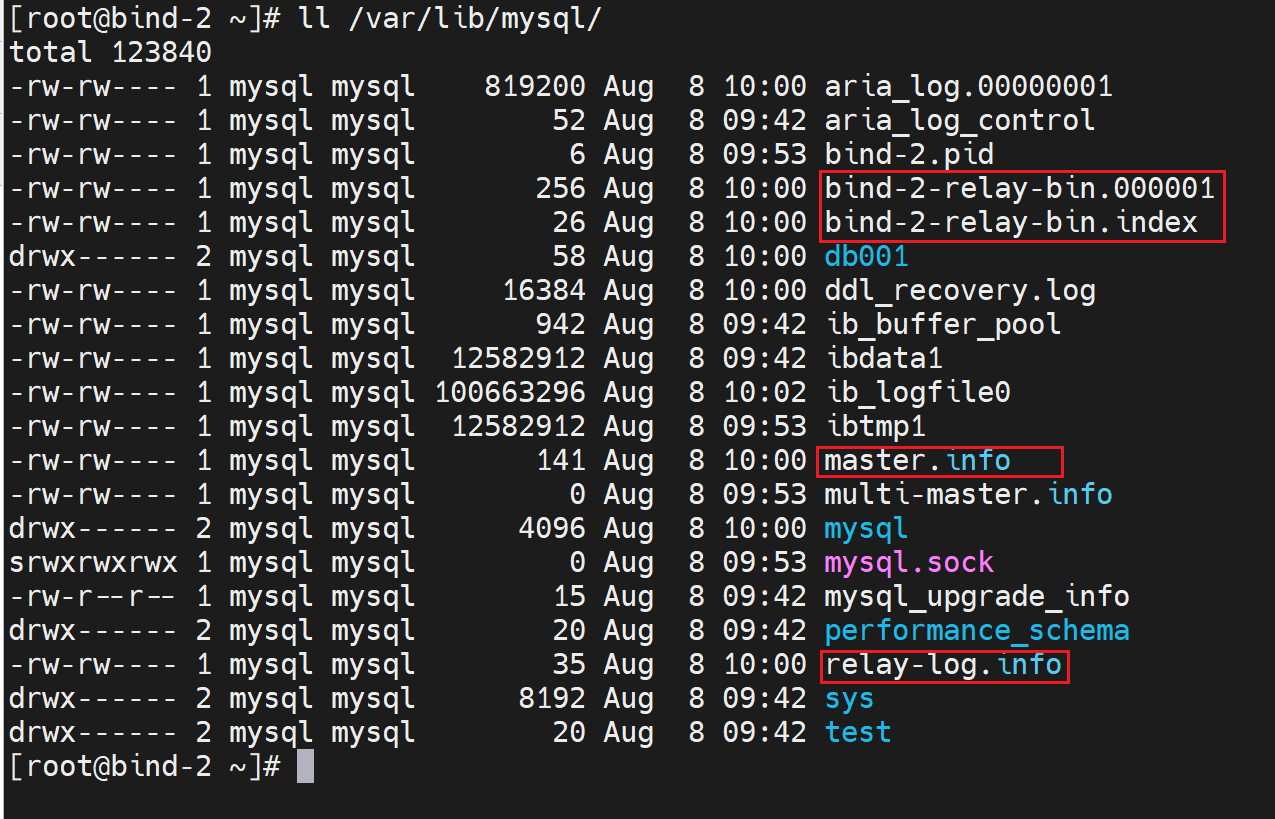 [root@bind-2 ~]# ll /var/lib/mysql/
total 123840
-rw-rw---- 1 mysql mysql    819200 Aug  8 10:00 aria_log.00000001
-rw-rw---- 1 mysql mysql        52 Aug  8 09:42 aria_log_control
-rw-rw---- 1 mysql mysql         6 Aug  8 09:53 bind-2.pid
-rw-rw---- 1 mysql mysql       256 Aug  8 10:00 bind-2-relay-bin.000001
-rw-rw---- 1 mysql mysql        26 Aug  8 10:00 bind-2-relay-bin.index
drwx------ 2 mysql mysql        58 Aug  8 10:00 db001
-rw-rw---- 1 mysql mysql     16384 Aug  8 10:00 ddl_recovery.log
-rw-rw---- 1 mysql mysql       942 Aug  8 09:42 ib_buffer_pool
-rw-rw---- 1 mysql mysql  12582912 Aug  8 09:42 ibdata1
-rw-rw---- 1 mysql mysql 100663296 Aug  8 10:02 ib_logfile0
-rw-rw---- 1 mysql mysql  12582912 Aug  8 09:53 ibtmp1
-rw-rw---- 1 mysql mysql       141 Aug  8 10:00 master.info
-rw-rw---- 1 mysql mysql         0 Aug  8 09:53 multi-master.info
drwx------ 2 mysql mysql      4096 Aug  8 10:00 mysql
srwxrwxrwx 1 mysql mysql         0 Aug  8 09:53 mysql.sock
-rw-r--r-- 1 mysql mysql        15 Aug  8 09:42 mysql_upgrade_info
drwx------ 2 mysql mysql        20 Aug  8 09:42 performance_schema
-rw-rw---- 1 mysql mysql        35 Aug  8 10:00 relay-log.info
drwx------ 2 mysql mysql      8192 Aug  8 09:42 sys
drwx------ 2 mysql mysql        20 Aug  8 09:42 test
[root@bind-2 ~]#